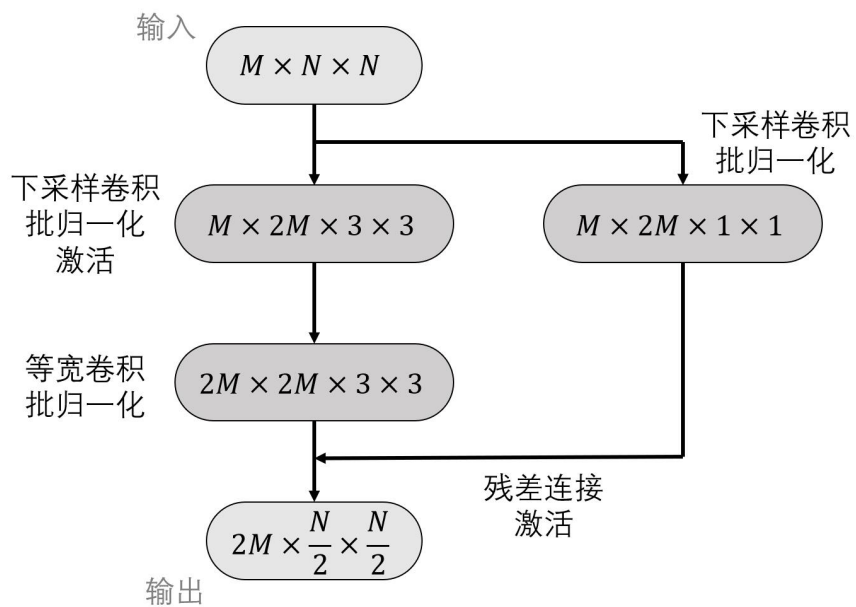 输入
M × N × N
下采样卷积
批归一化
下采样卷积
批归一化
激活
M × 2M × 3 × 3
M × 2M × 1 × 1
等宽卷积
批归一化
2M × 2M × 3 × 3
残差连接
激活
2M × N/2 × N/2
输出